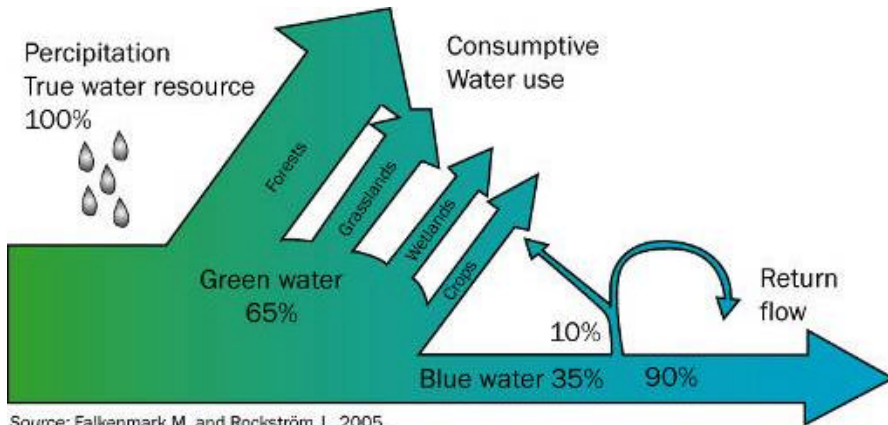 Percipitation
True water resource
100%
Consumptive
Water use
Forests
Grasslands
Wetlands
Crops
Green water
65%
Return
flow
10%
Blue water 35%
90%
Source: Falkenmark M. and Rockström J. 2005